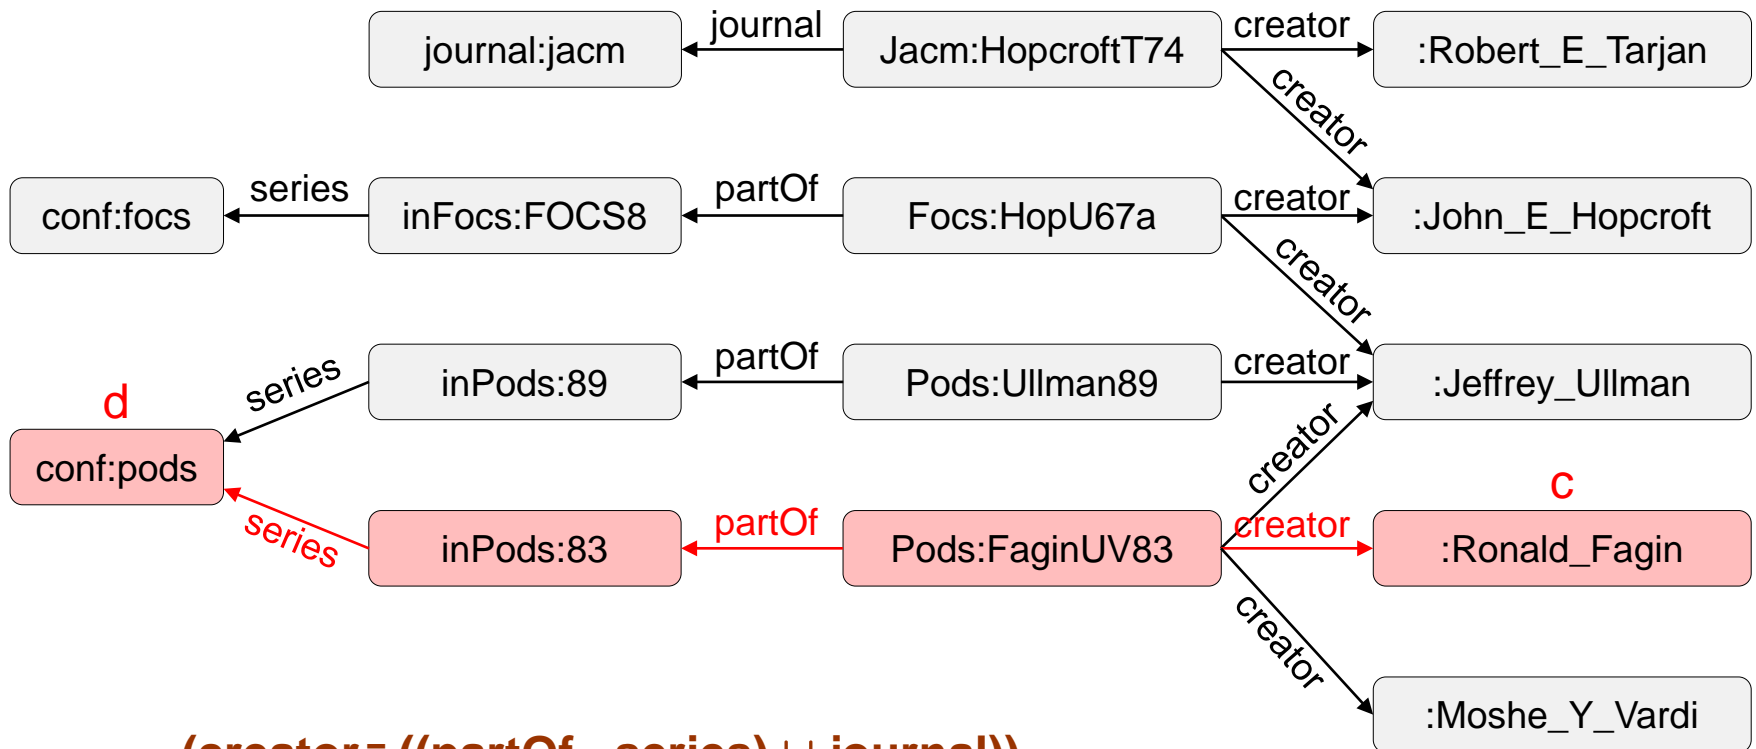 journal:jacm journal Jacm:HopcroftT74 creator :Robert_E_Tarjan
creator
conf:focs series inFocs:FOCS8 partOf Focs:HopU67a creator :John_E_Hopcroft
creator
series inPods:89 partOf Pods:Ullman89 creator :Jeffrey_Ullman
d
conf:pods
creator
c
series inPods:83 partOf Pods:FaginUV83 creator :Ronald_Fagin
creator
:Moshe_Y_Vardi